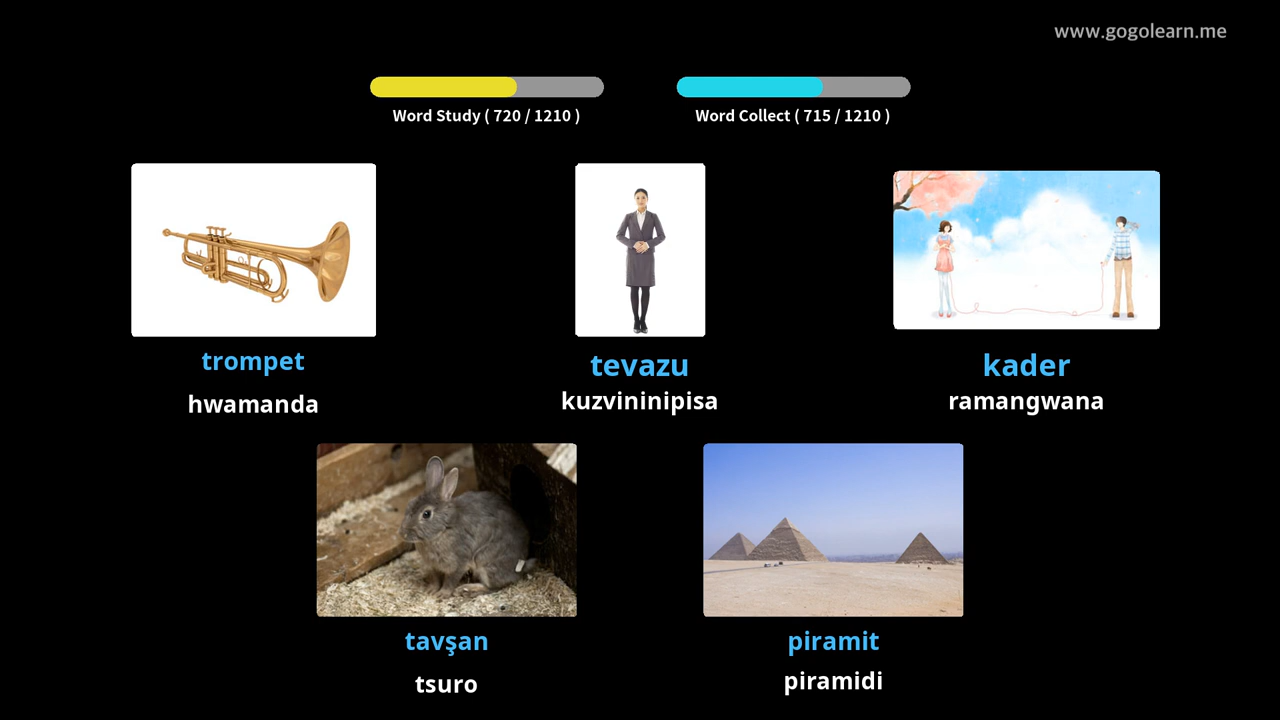 www.gogolearn.me
Word Study ( 720 / 1210 )
Word Collect ( 715 / 1210 )
trompet
hwamanda
tevazu
kuzvininipisa
kader
ramangwana
tavşan
tsuro
piramit
piramidi